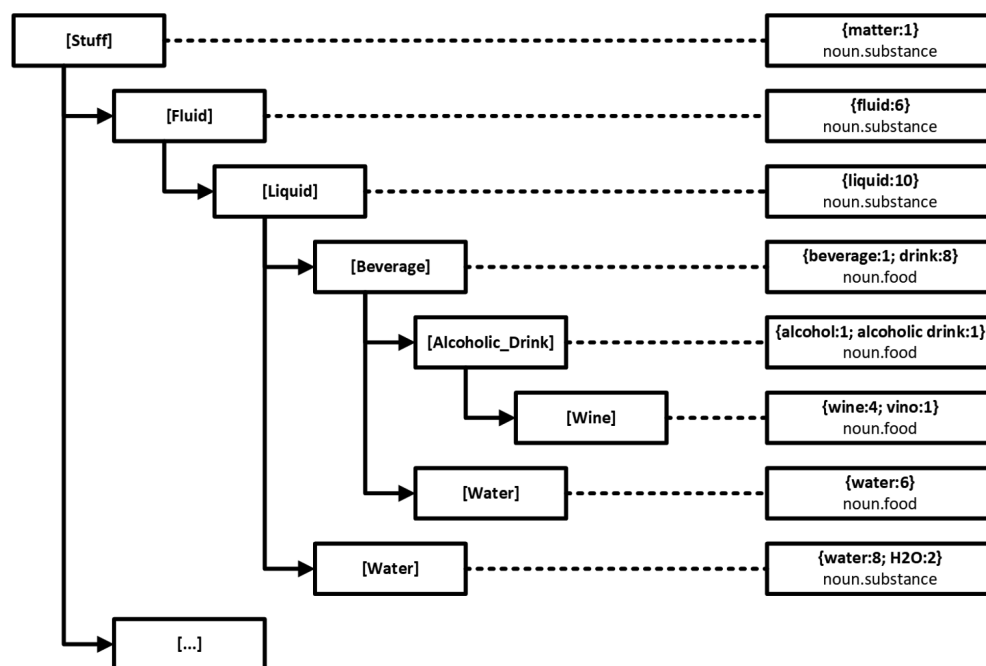 [Stuff]
{matter:1}
noun.substance
[Fluid]
{fluid:6}
noun.substance
[Liquid]
{liquid:10}
noun.substance
[Beverage]
{beverage:1; drink:8}
noun.food
[Alcoholic_Drink]
{alcohol:1; alcoholic drink:1}
noun.food
[Wine]
{wine:4; vino:1}
noun.food
[Water]
{water:6}
noun.food
[Water]
{water:8; H2O:2}
noun.substance
[...]